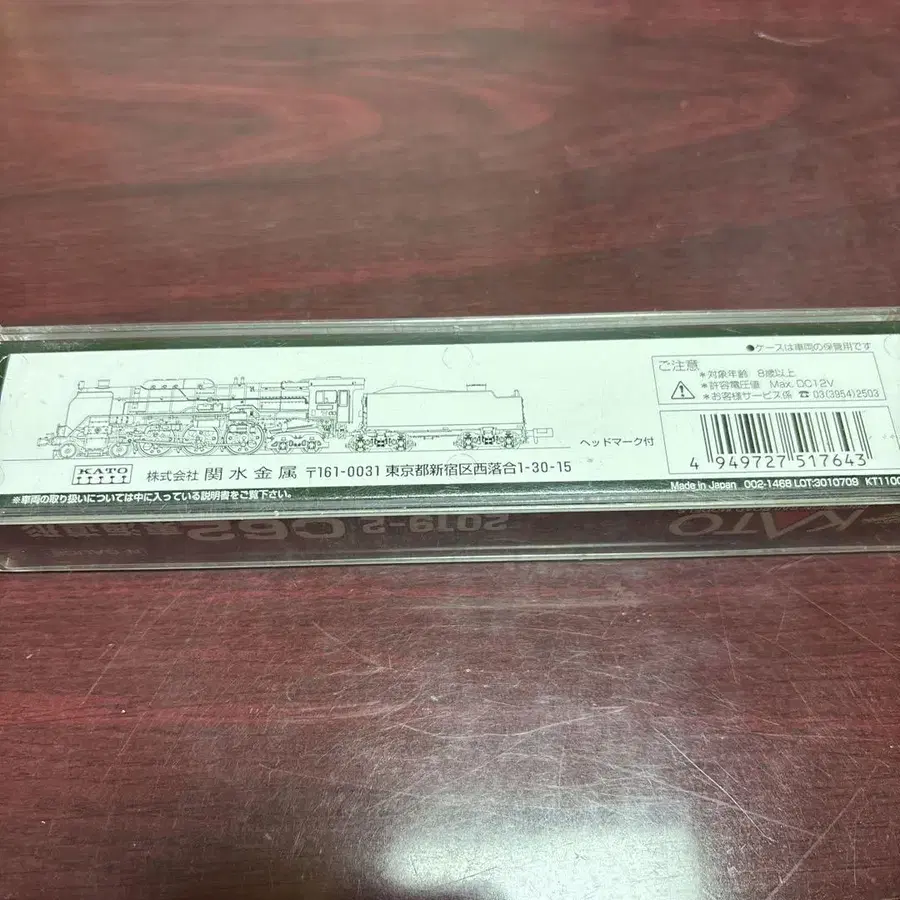 ●ケースは車両の保管用です
ご注意
*対象年齢 8歳以上
*許容電圧値 Max. DC12V
*お客様サービス係 ☎ 03(3954)2503
ヘッドマーク付
KATO
株式会社 関水金属 〒161-0031 東京都新宿区西落合1-30-15
4 949727 517643
※車両の取り扱いについては中に入っている説明書をご覧下さい。
Made in Japan 002-1468 LOT:3010709 KT1100
2019-2 C62
KATO